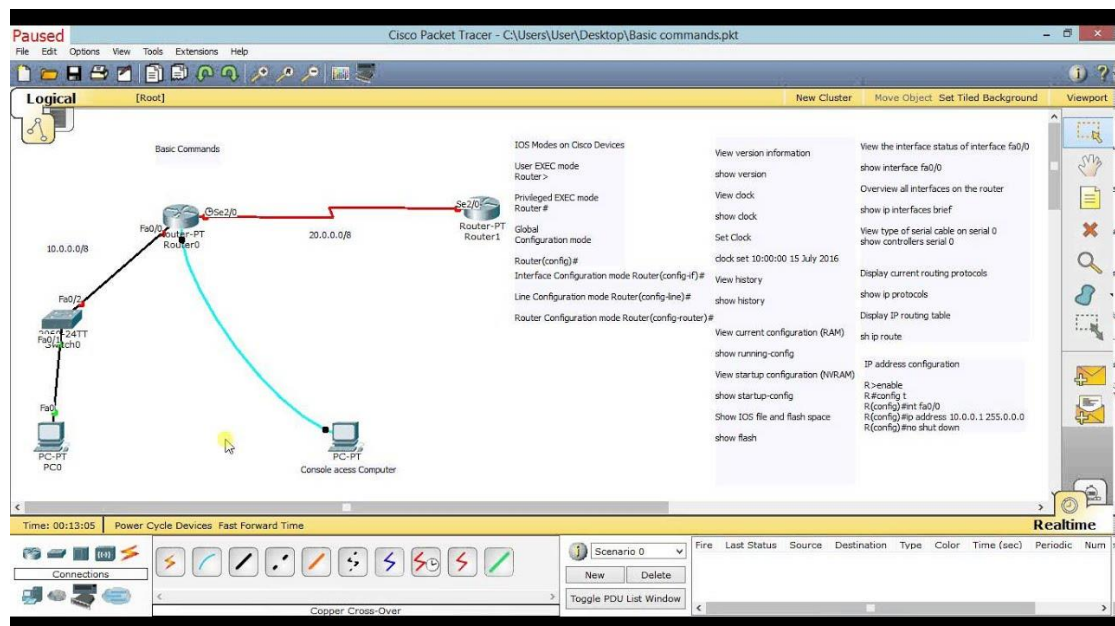 Paused
Cisco Packet Tracer - C:\Users\User\Desktop\Basic commands.pkt
File Edit Options View Tools Extensions Help
Logical [Root] New Cluster Move Object Set Tiled Background Viewport
Basic Commands
Se2/0
Fa0/0
Router-PT
Router0
10.0.0.0/8
20.0.0.0/8
Se2/0
Router-PT
Router1
Fa0/2
Fa0/1
Fa0
PC-PT
PC0
PC-PT
Console acess Computer
IOS Modes on Cisco Devices
User EXEC mode
Router>
Privileged EXEC mode
Router#
Global
Configuration mode
Router(config)#
Interface Configuration mode Router(config-if)#
Line Configuration mode Router(config-line)#
Router Configuration mode Router(config-router)#
View version information
show version
View clock
show clock
Set Clock
clock set 10:00:00 15 July 2016
View history
show history
View current configuration (RAM)
show running-config
View startup configuration (NVRAM)
show startup-config
Show IOS file and flash space
show flash
View the interface status of interface fa0/0
show interface fa0/0
Overview all interfaces on the router
show ip interfaces brief
View type of serial cable on serial 0
show controllers serial 0
Display current routing protocols
show ip protocols
Display IP routing table
sh ip route
IP address configuration
R>enable
R#config t
R(config)#int fa0/0
R(config)#ip address 10.0.0.1 255.0.0.0
R(config)#no shut down
Time: 00:13:05 Power Cycle Devices Fast Forward Time Realtime
Connections
Copper Cross-Over
Scenario 0
New Delete
Toggle PDU List Window
Fire Last Status Source Destination Type Color Time (sec) Periodic Num